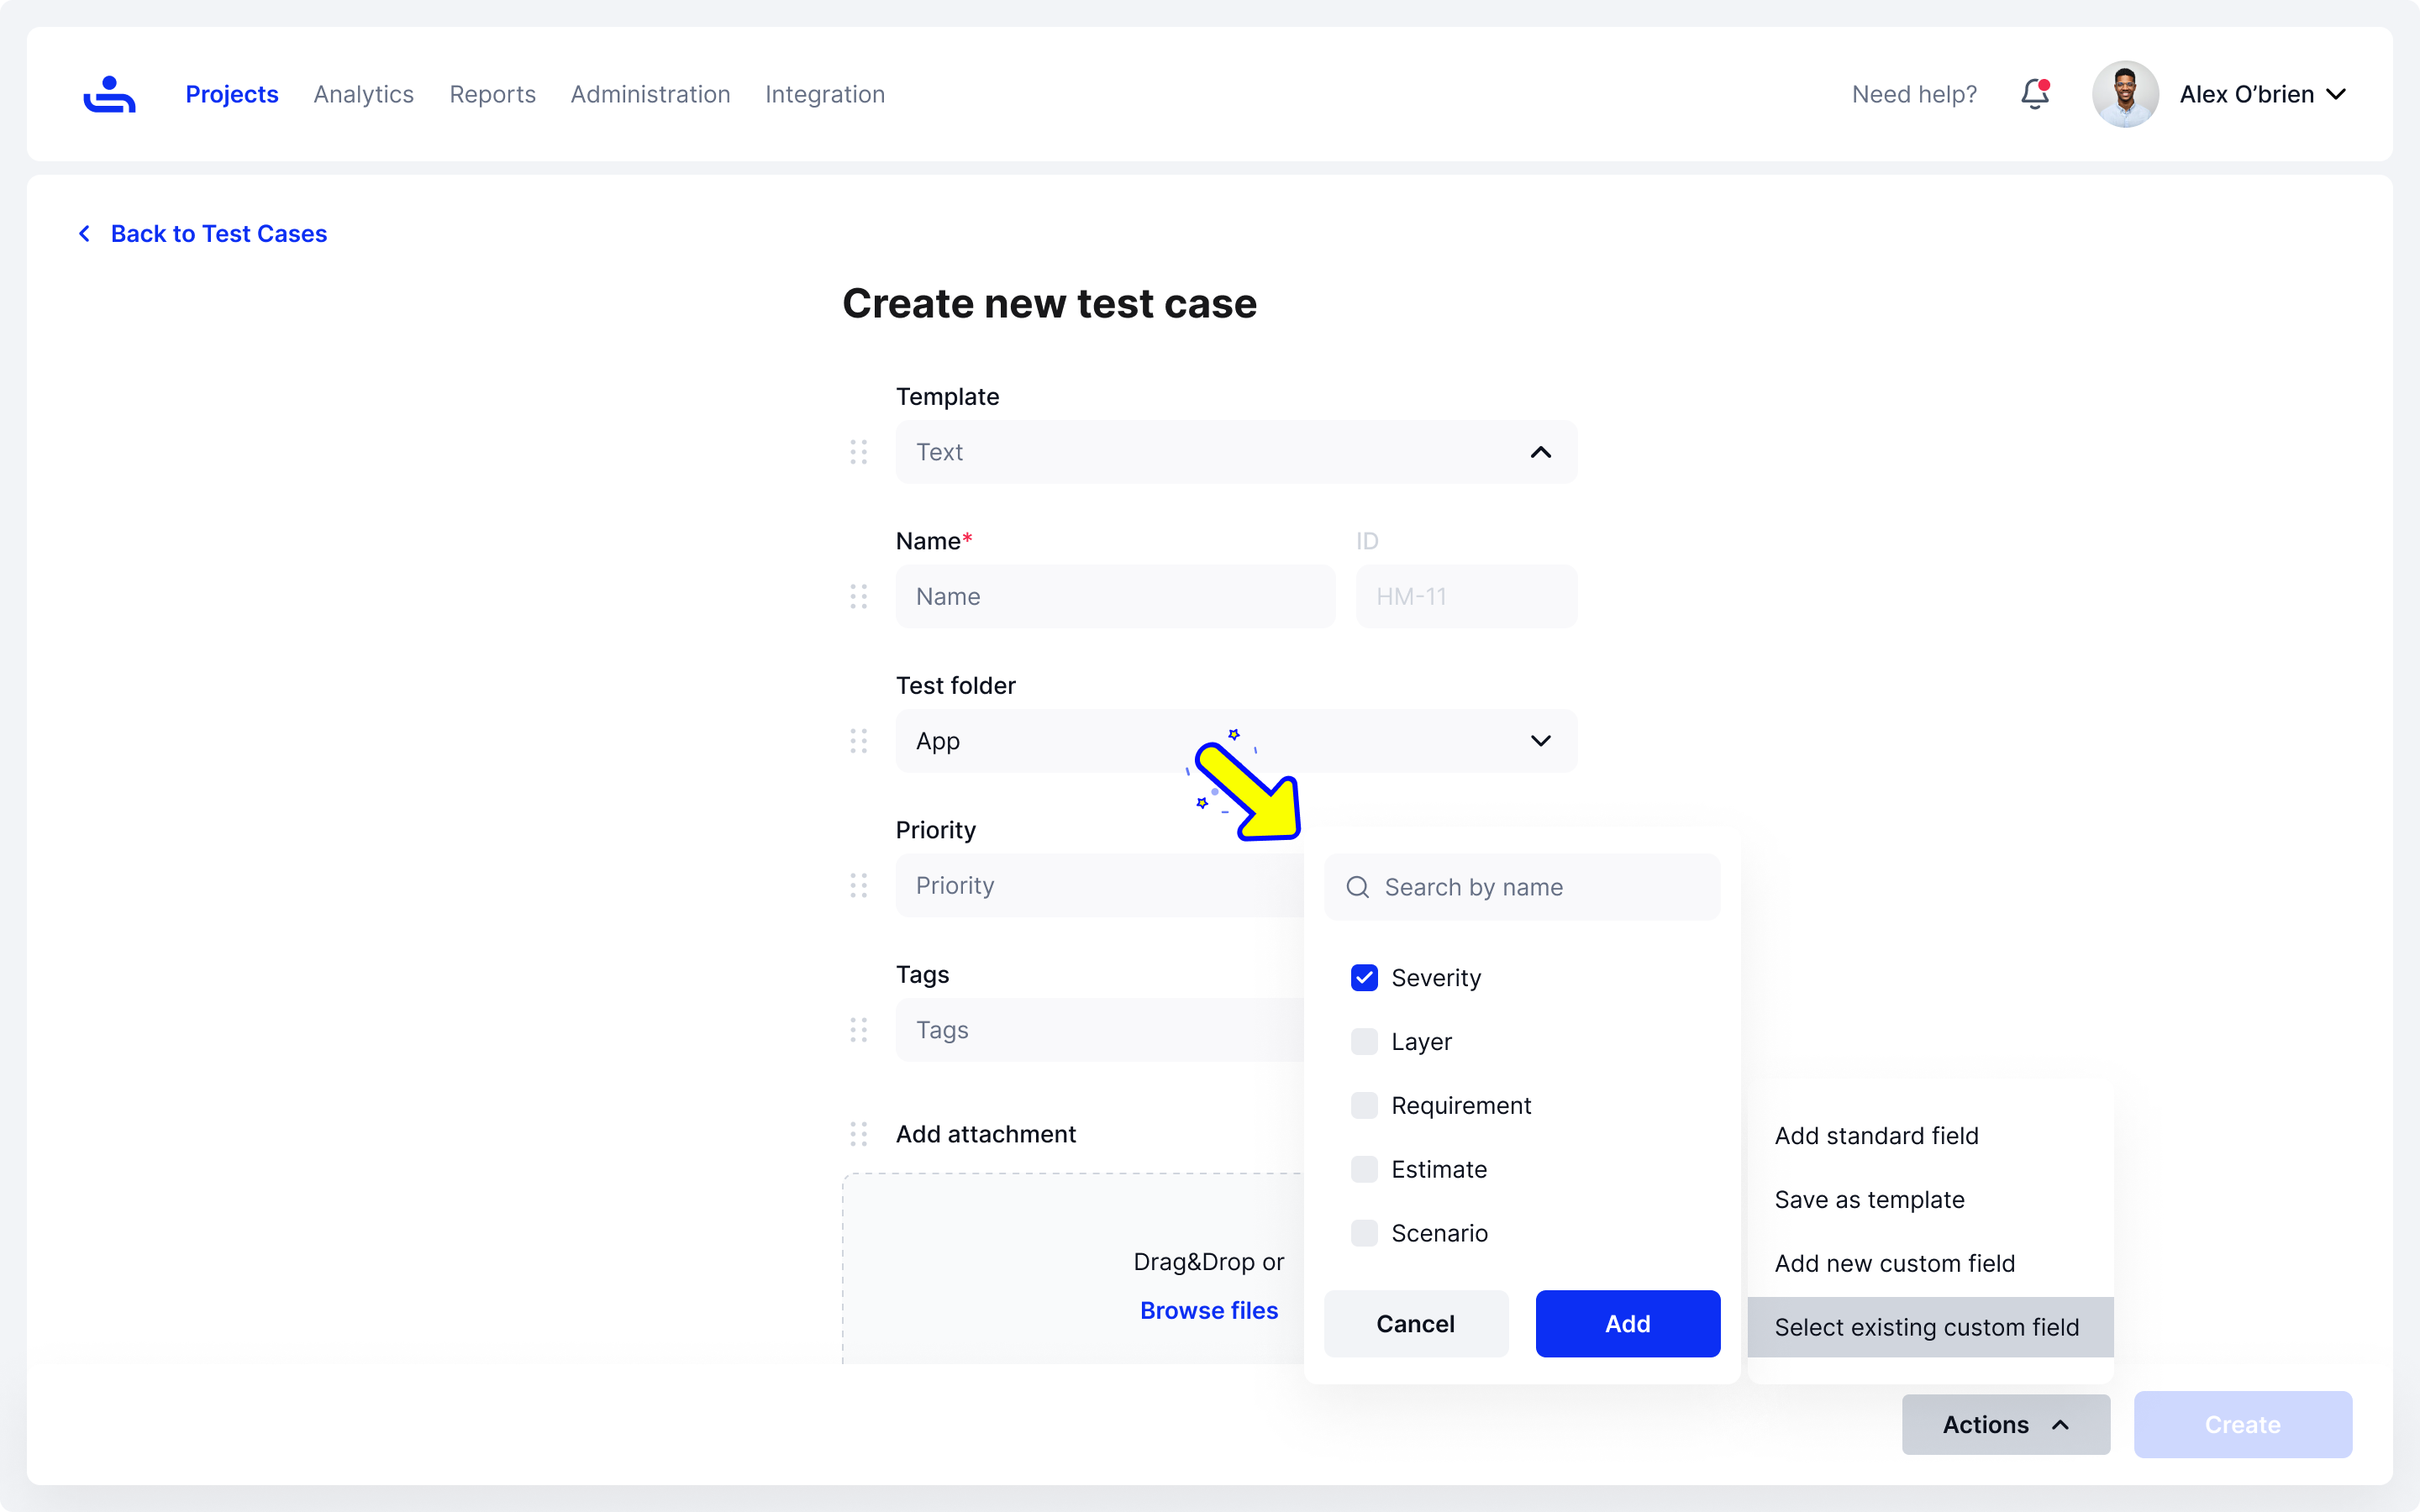 Projects Analytics Reports Administration Integration Need help? Alex O’brien
Back to Test Cases
Create new test case
Template
Text
Name* ID
Name HM-11
Test folder
App
Priority
Priority
Tags
Tags
Add attachment
Drag&Drop or
Browse files
Search by name
Severity
Layer
Requirement
Estimate
Scenario
Cancel Add
Add standard field
Save as template
Add new custom field
Select existing custom field
Actions Create